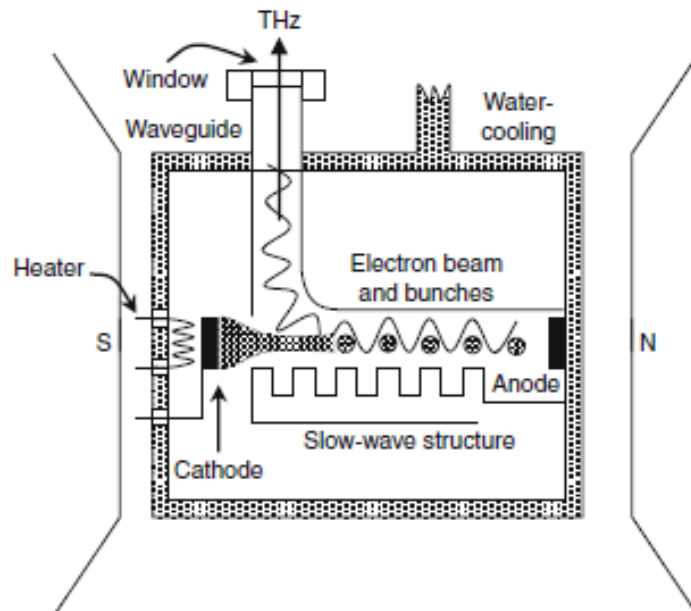 THz
Window
Water-
cooling
Waveguide
Heater
Electron beam
and bunches
S
N
Anode
Slow-wave structure
Cathode